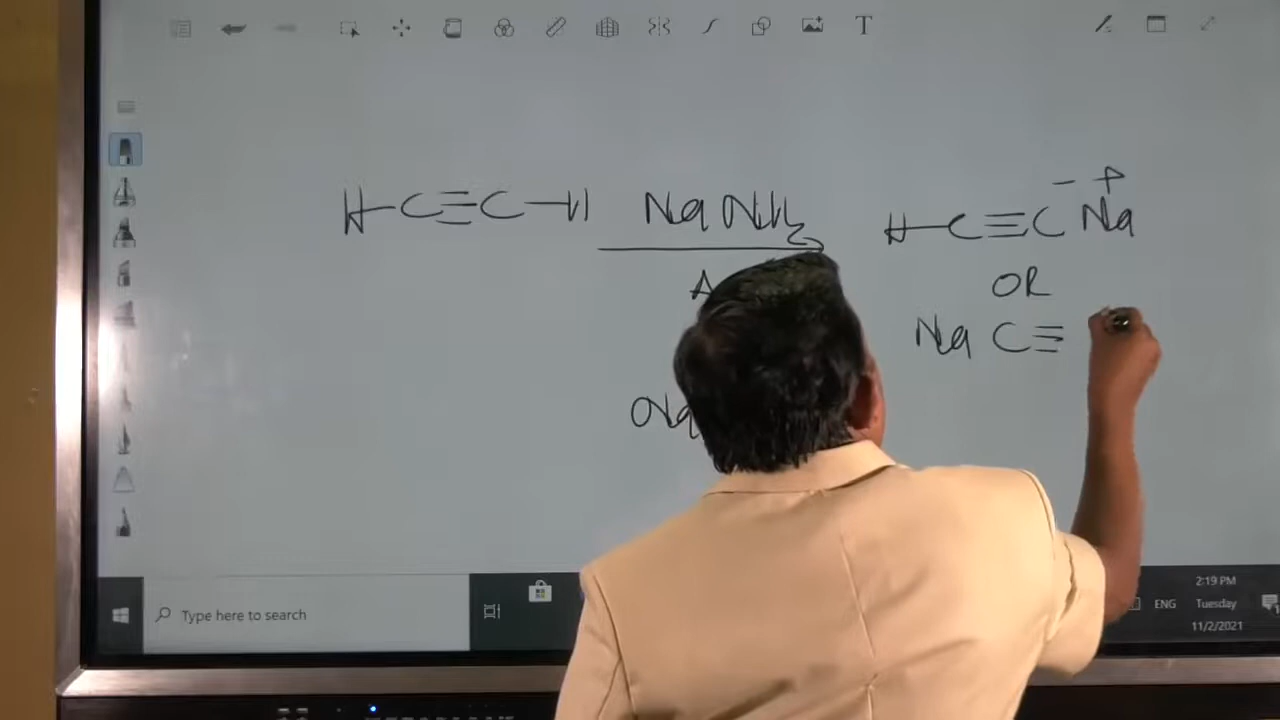 T
H-C≡C-H NaNH₂ H-C≡C⁻ Na⁺
OR
Na C≡
Type here to search
ENG
2:19 PM
Tuesday
11/2/2021